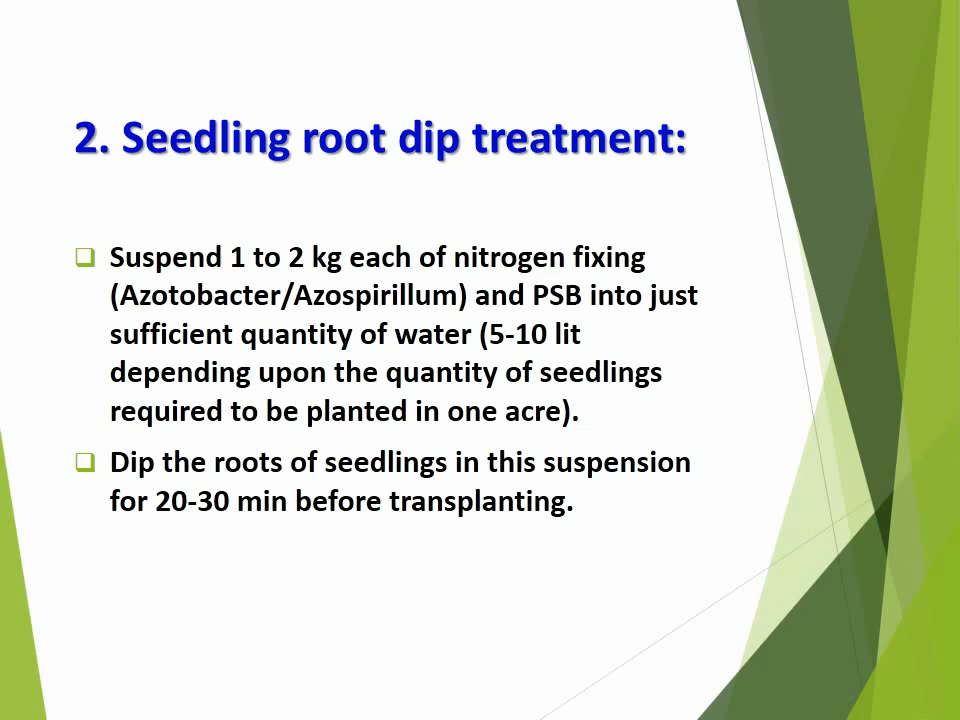 2. Seedling root dip treatment:
Suspend 1 to 2 kg each of nitrogen fixing
(Azotobacter/Azospirillum) and PSB into just
sufficient quantity of water (5-10 lit
depending upon the quantity of seedlings
required to be planted in one acre).
Dip the roots of seedlings in this suspension
for 20-30 min before transplanting.